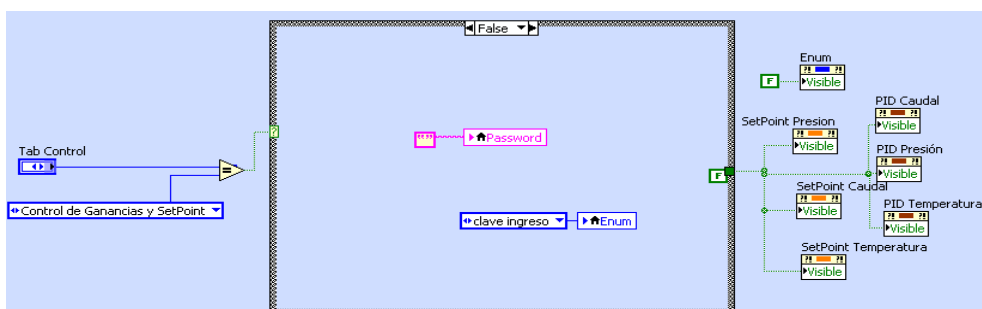 False
Enum
F
Visible
PID Caudal
Visible
SetPoint Presion
Visible
Password
Tab Control
=
?
PID Presión
Visible
F
Control de Ganancias y SetPoint
clave ingreso
Enum
SetPoint Caudal
Visible
PID Temperatura
Visible
SetPoint Temperatura
Visible